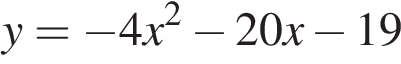 y = −4x² − 20x − 19